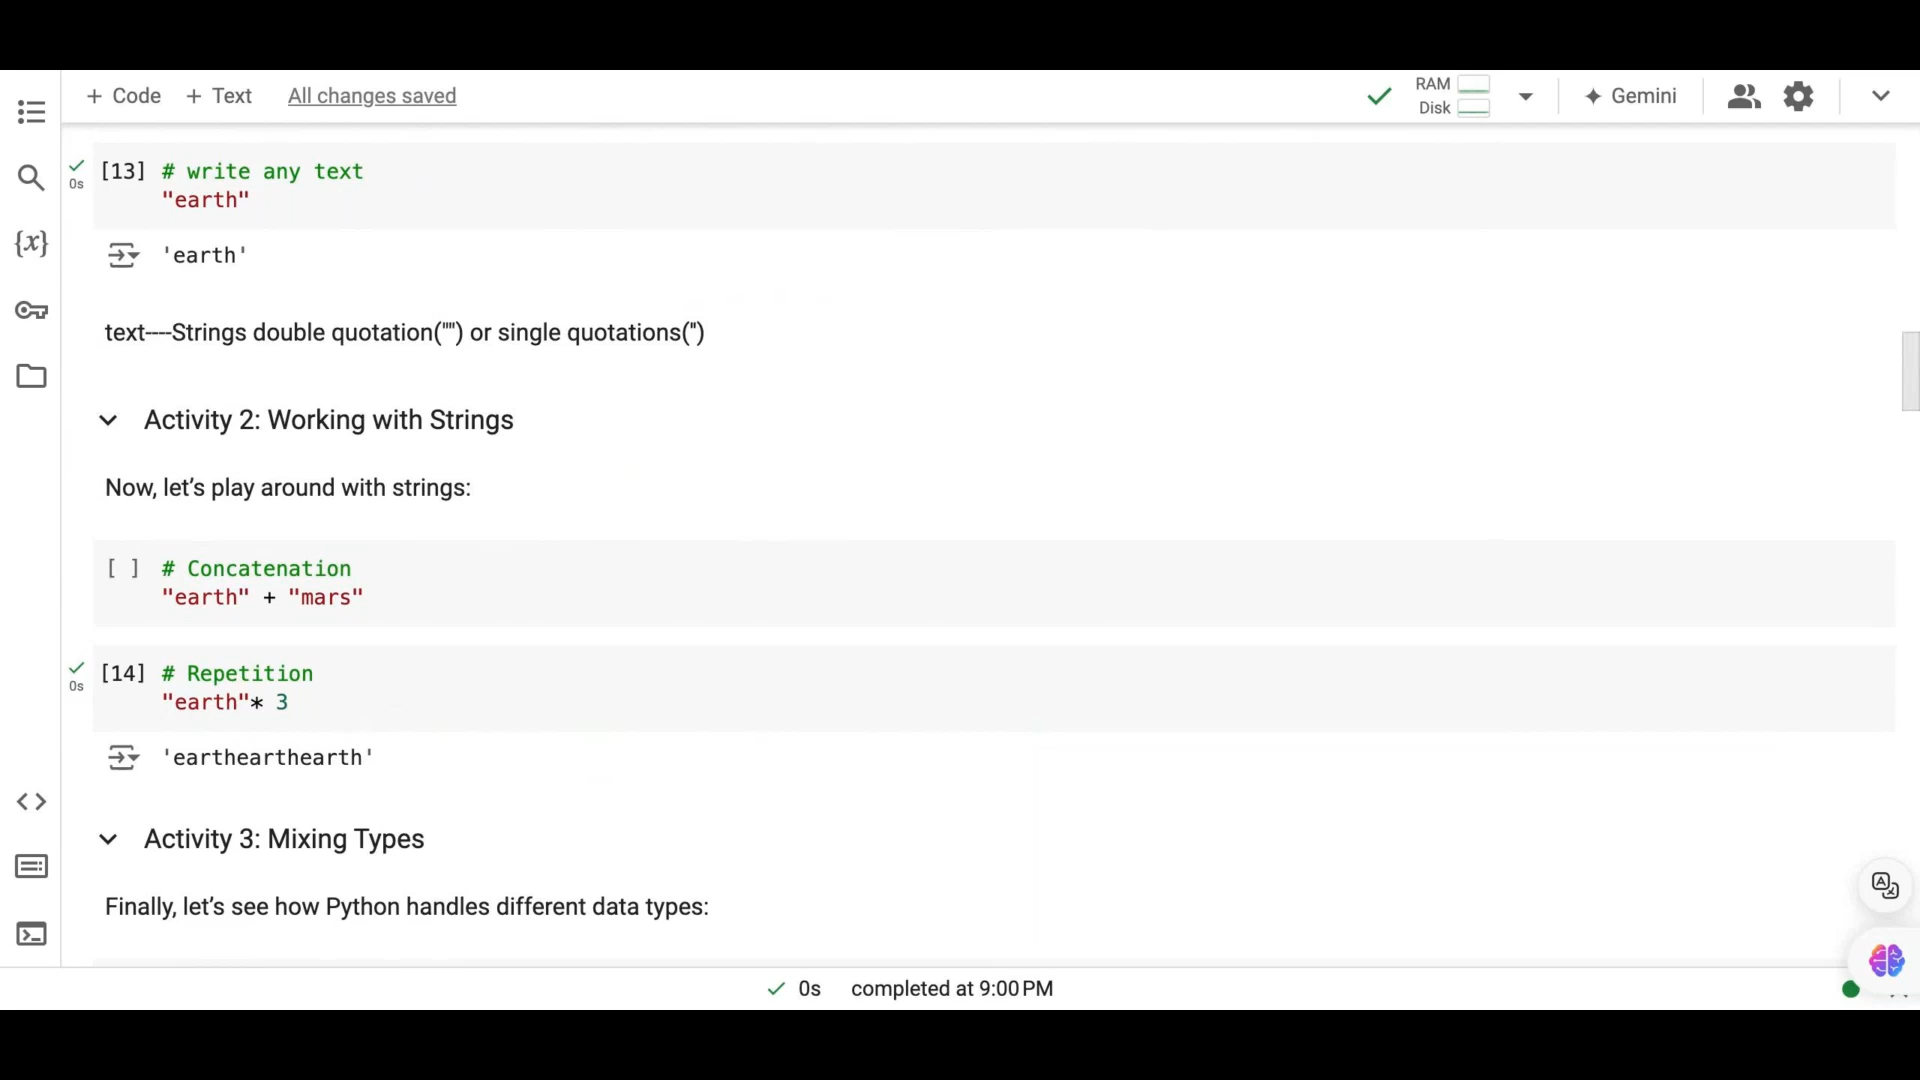 + Code + Text All changes saved
RAM
Disk
Gemini
{x}
0s
[13] # write any text
"earth"
'earth'
text----Strings double quotation("") or single quotations('')
Activity 2: Working with Strings
Now, let’s play around with strings:
[ ] # Concatenation
"earth" + "mars"
0s
[14] # Repetition
"earth"* 3
'earthearthearth'
Activity 3: Mixing Types
Finally, let’s see how Python handles different data types:
0s completed at 9:00 PM